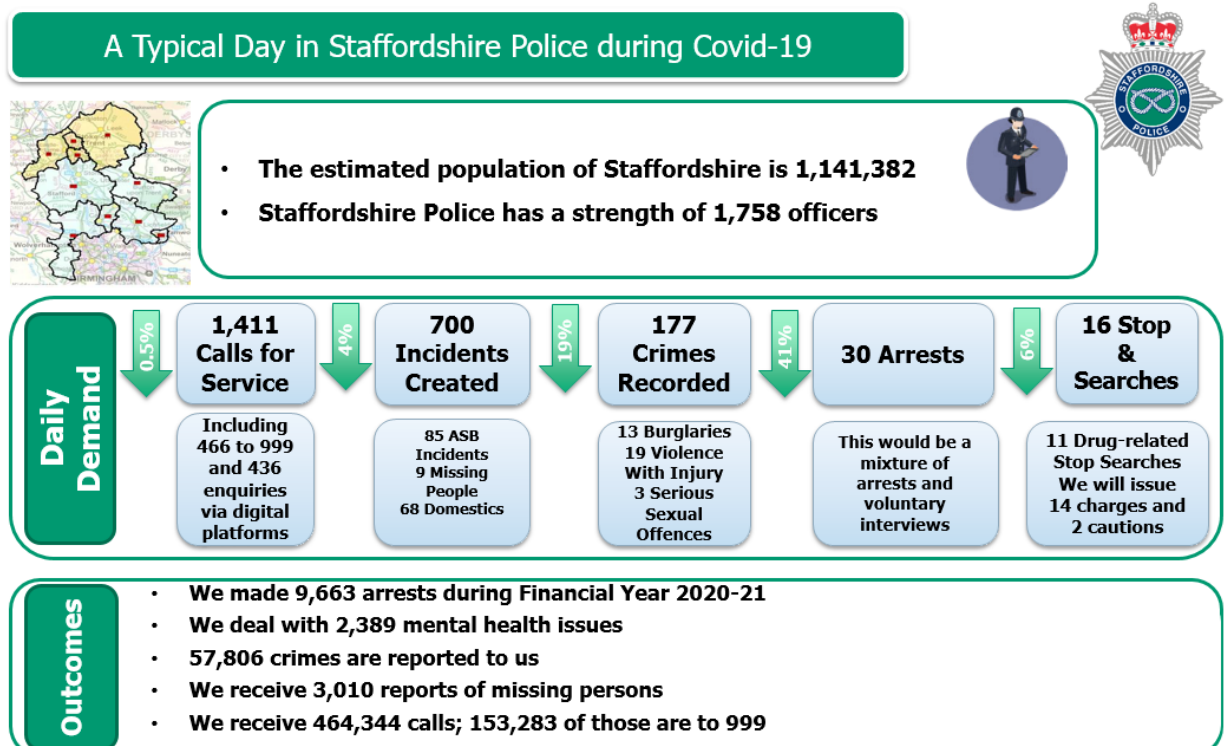 A Typical Day in Staffordshire Police during Covid-19
STAFFORDSHIRE
POLICE
• The estimated population of Staffordshire is 1,141,382
• Staffordshire Police has a strength of 1,758 officers
Daily
Demand
0.5%
1,411
Calls for
Service
Including
466 to 999
and 436
enquiries
via digital
platforms
4%
700
Incidents
Created
85 ASB
Incidents
9 Missing
People
68 Domestics
19%
177
Crimes
Recorded
13 Burglaries
19 Violence
With Injury
3 Serious
Sexual
Offences
41%
30 Arrests
This would be a
mixture of
arrests and
voluntary
interviews
6%
16 Stop
&
Searches
11 Drug-related
Stop Searches
We will issue
14 charges and
2 cautions
Outcomes
• We made 9,663 arrests during Financial Year 2020-21
• We deal with 2,389 mental health issues
• 57,806 crimes are reported to us
• We receive 3,010 reports of missing persons
• We receive 464,344 calls; 153,283 of those are to 999